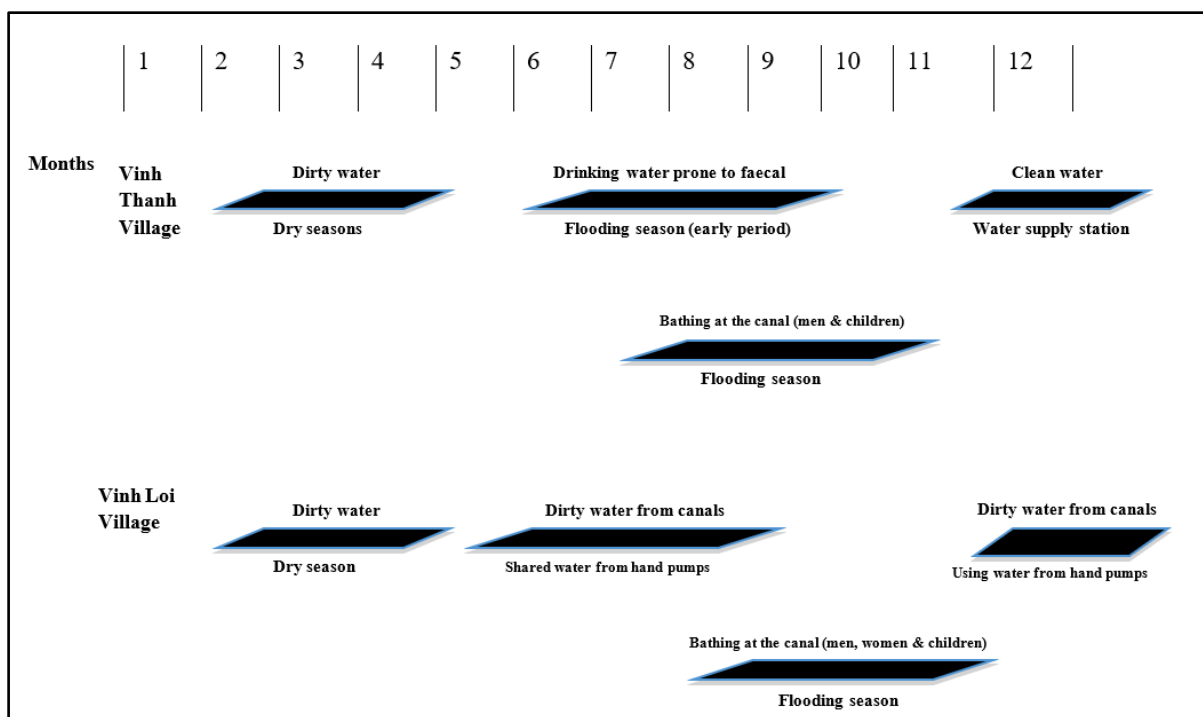 1 2 3 4 5 6 7 8 9 10 11 12
Months
Vinh
Thanh
Village
Dirty water
Dry seasons
Drinking water prone to faecal
Flooding season (early period)
Clean water
Water supply station
Bathing at the canal (men & children)
Flooding season
Vinh Loi
Village
Dirty water
Dry season
Dirty water from canals
Shared water from hand pumps
Dirty water from canals
Using water from hand pumps
Bathing at the canal (men, women & children)
Flooding season